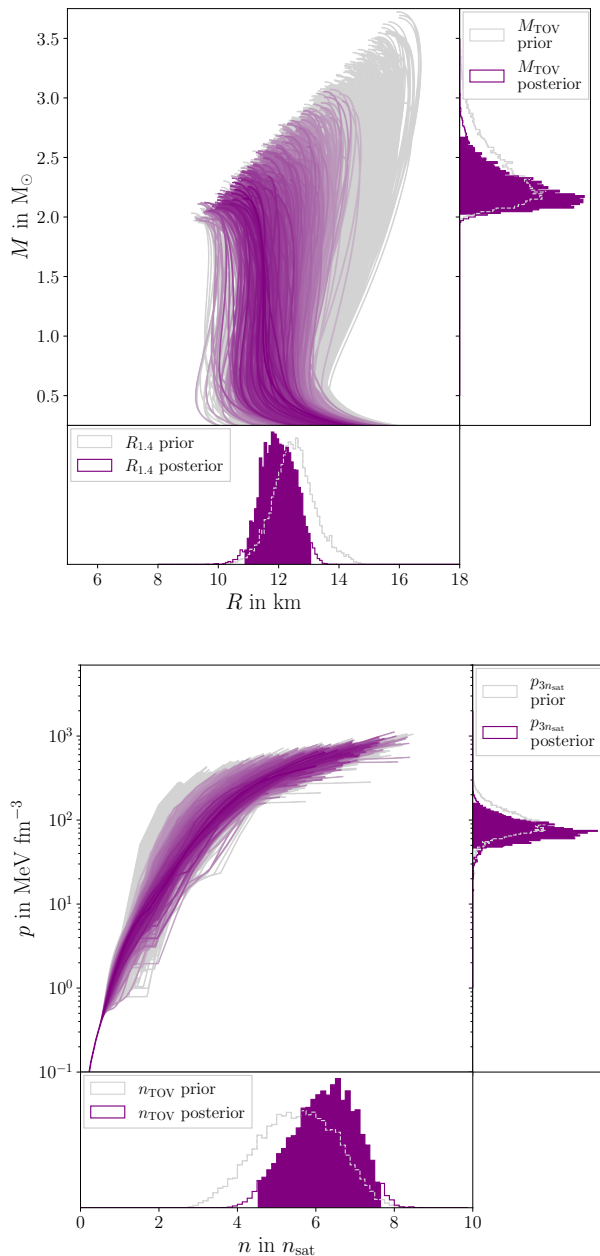 3.5
3.0
2.5
2.0
1.5
1.0
0.5
M in M⊙
M_TOV
prior
M_TOV
posterior
R_1.4 prior
R_1.4 posterior
6 8 10 12 14 16 18
R in km
10³
10²
10¹
10⁰
10⁻¹
p in MeV fm⁻³
p_3n_sat
prior
p_3n_sat
posterior
n_TOV prior
n_TOV posterior
0 2 4 6 8 10
n in n_sat